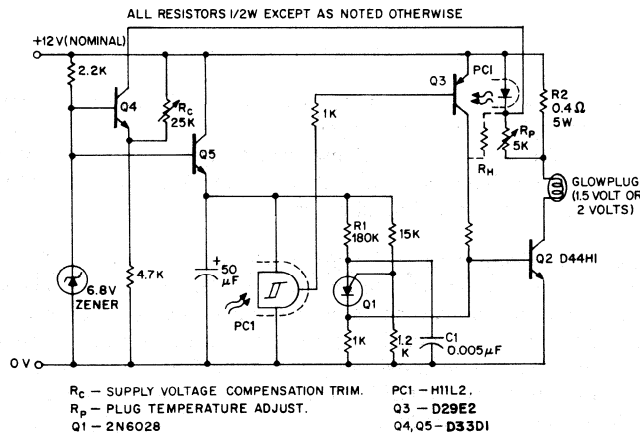 ALL RESISTORS 1/2W EXCEPT AS NOTED OTHERWISE
+12V(NOMINAL)
2.2K
Q4
RC
25K
Q5
1K
Q3
PC1
RH
RP
5K
R2
0.4Ω
5W
GLOWPLUG
(1.5 VOLT OR
2 VOLTS)
R1
180K
15K
Q2 D44H1
6.8V
ZENER
4.7K
+
50
μF
PC1
Q1
1K
1.2
K
C1
0.005μF
0V
RC – SUPPLY VOLTAGE COMPENSATION TRIM.
RP – PLUG TEMPERATURE ADJUST.
Q1 – 2N6028
PC1 – H11L2.
Q3 – D29E2
Q4,Q5 – D33D1